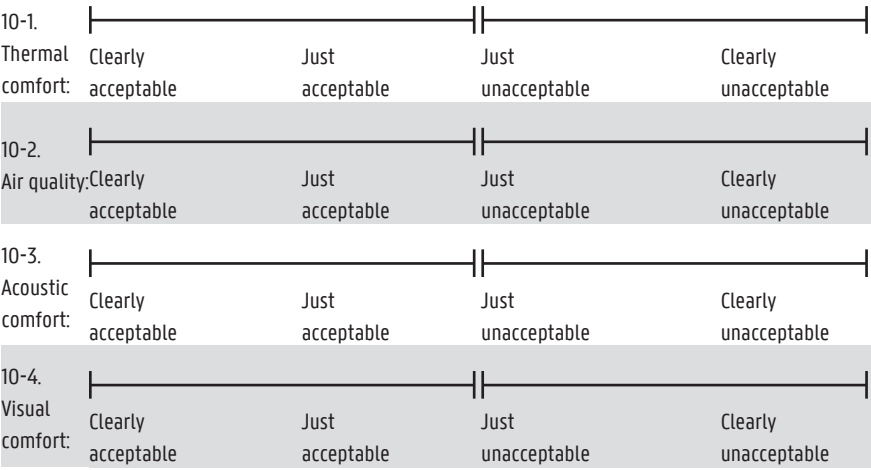 10-1.
Thermal Clearly Just Just Clearly
comfort: acceptable acceptable unacceptable unacceptable
10-2.
Air quality: Clearly Just Just Clearly
acceptable acceptable unacceptable unacceptable
10-3.
Acoustic Clearly Just Just Clearly
comfort: acceptable acceptable unacceptable unacceptable
10-4.
Visual Clearly Just Just Clearly
comfort: acceptable acceptable unacceptable unacceptable